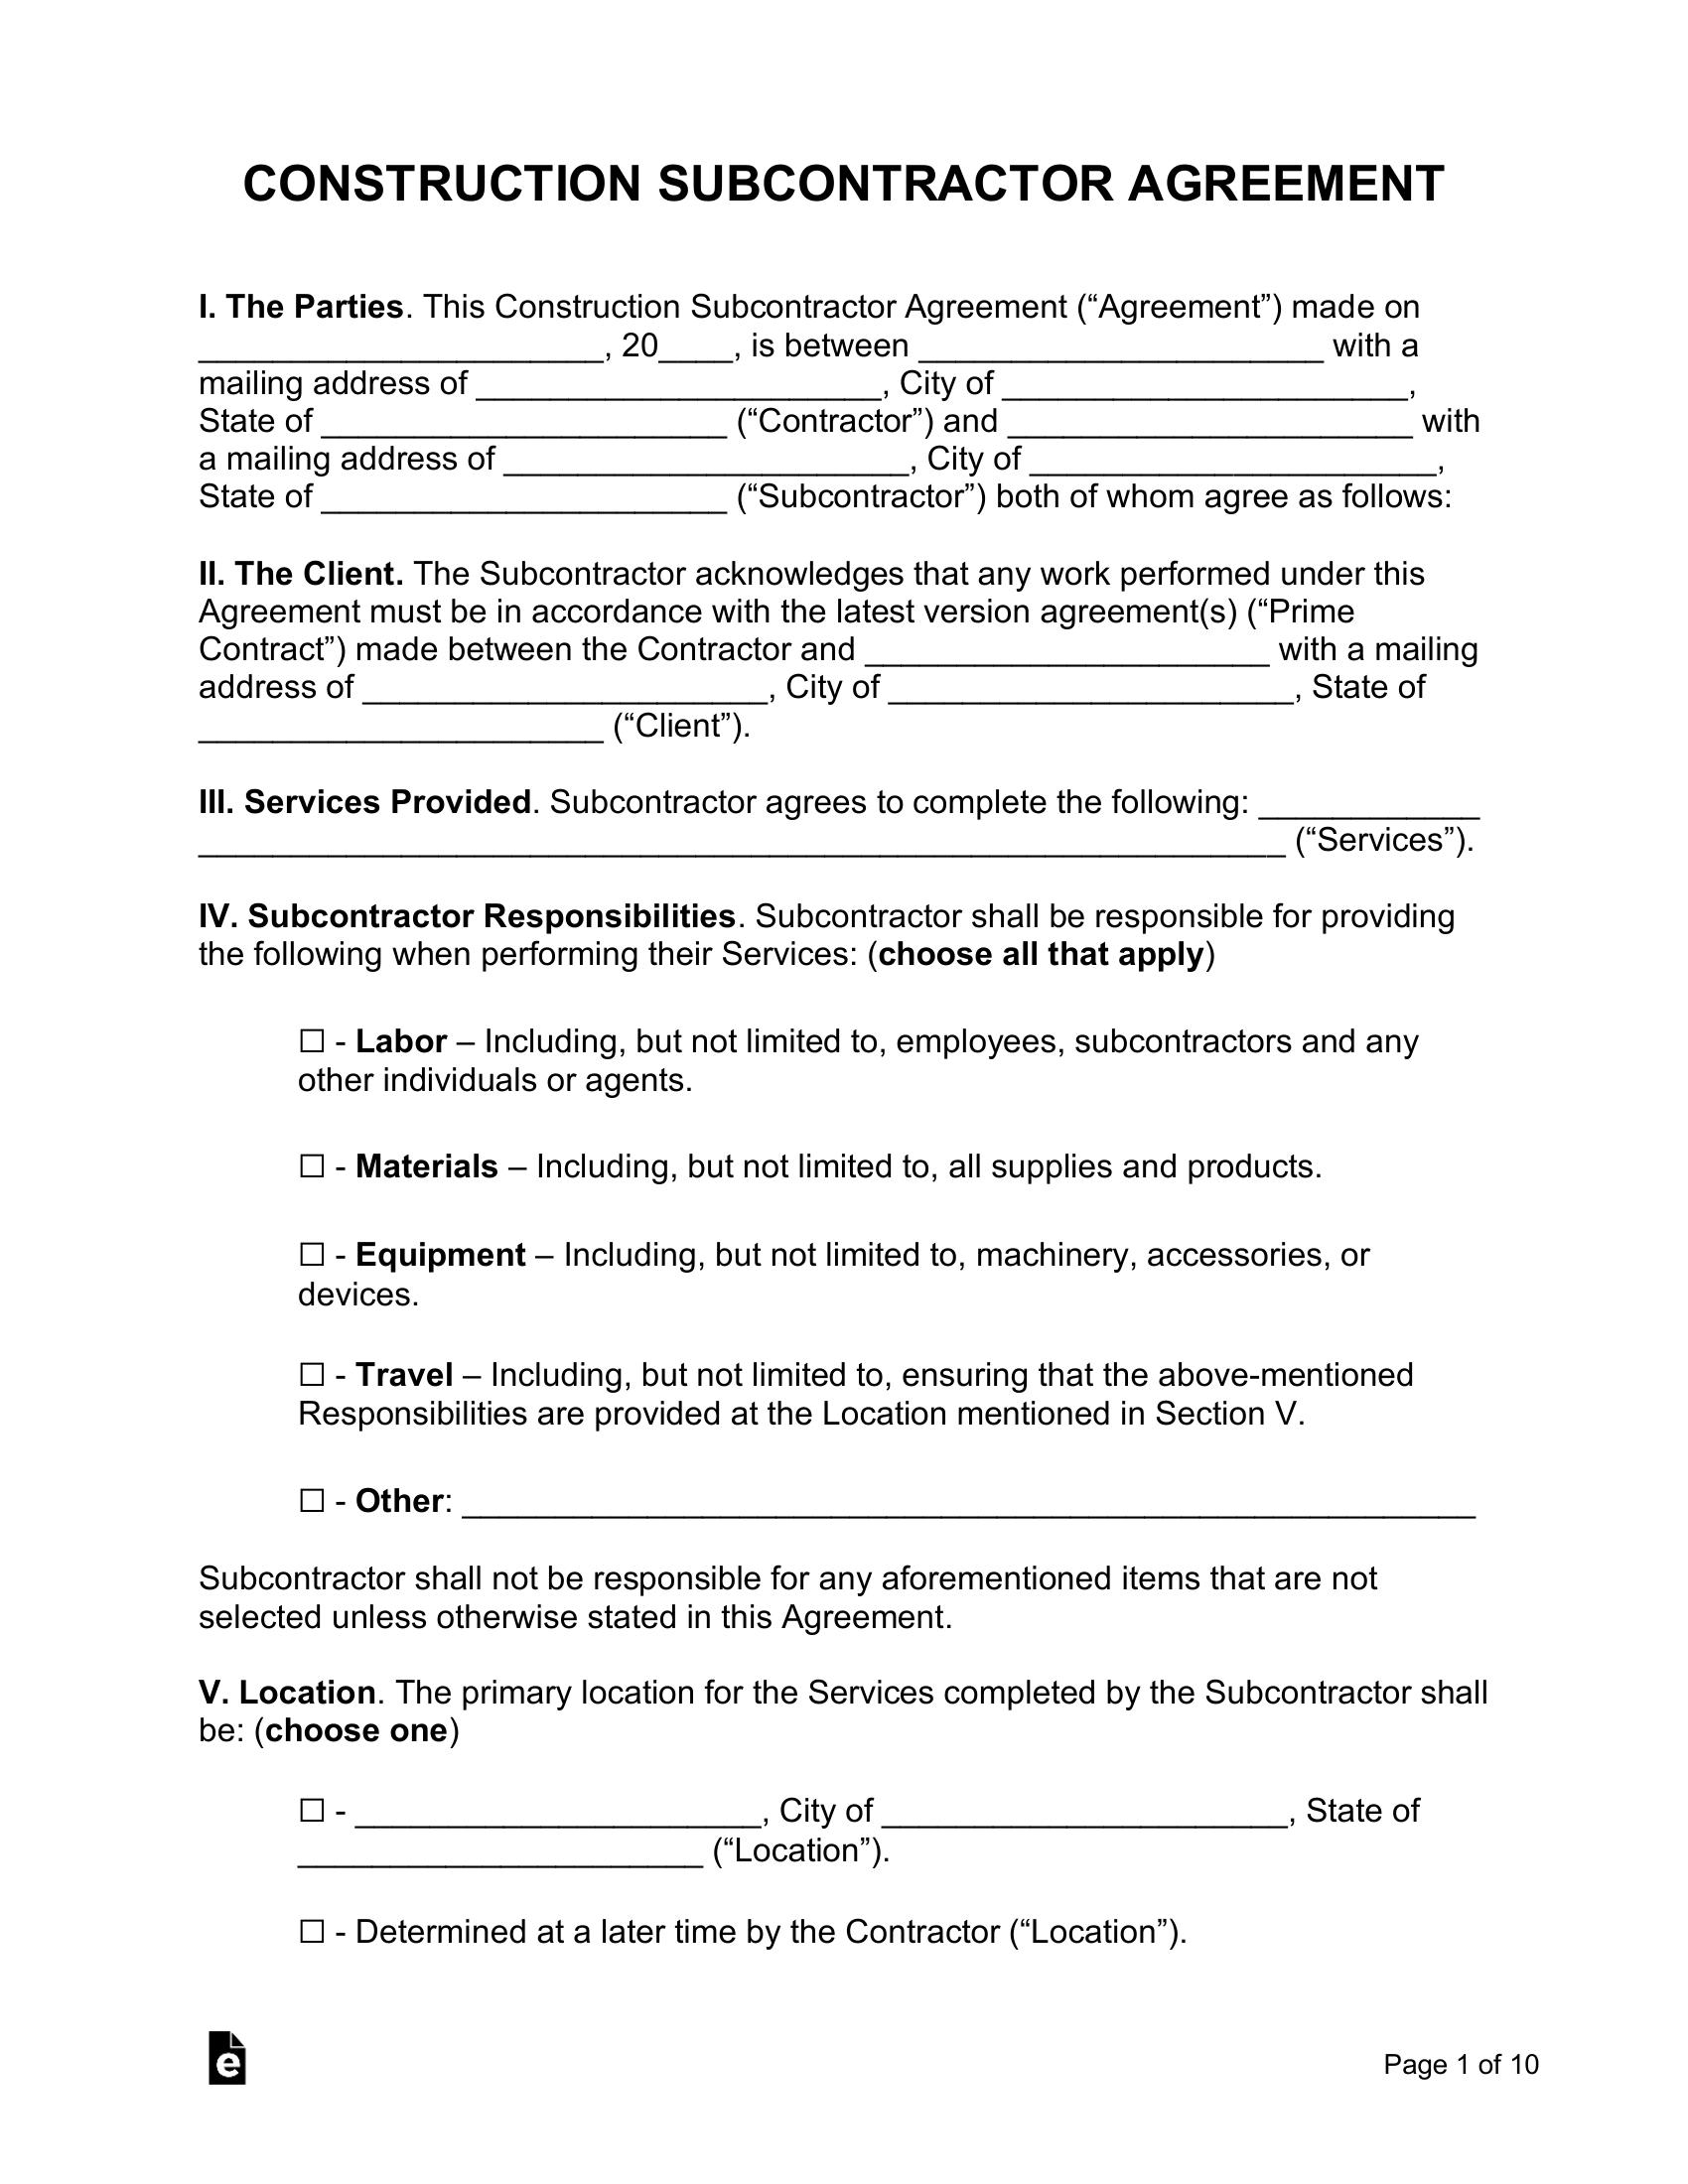 CONSTRUCTION SUBCONTRACTOR AGREEMENT
I. The Parties. This Construction Subcontractor Agreement (“Agreement”) made on
______________________, 20____, is between ______________________ with a
mailing address of ______________________, City of ______________________,
State of ______________________ (“Contractor”) and ______________________ with
a mailing address of ______________________, City of ______________________,
State of ______________________ (“Subcontractor”) both of whom agree as follows:
II. The Client. The Subcontractor acknowledges that any work performed under this
Agreement must be in accordance with the latest version agreement(s) (“Prime
Contract”) made between the Contractor and ______________________ with a mailing
address of ______________________, City of ______________________, State of
______________________ (“Client”).
III. Services Provided. Subcontractor agrees to complete the following: ____________
___________________________________________________________ (“Services”).
IV. Subcontractor Responsibilities. Subcontractor shall be responsible for providing
the following when performing their Services: (choose all that apply)
☐ - Labor – Including, but not limited to, employees, subcontractors and any
other individuals or agents.
☐ - Materials – Including, but not limited to, all supplies and products.
☐ - Equipment – Including, but not limited to, machinery, accessories, or
devices.
☐ - Travel – Including, but not limited to, ensuring that the above-mentioned
Responsibilities are provided at the Location mentioned in Section V.
☐ - Other: _______________________________________________________
Subcontractor shall not be responsible for any aforementioned items that are not
selected unless otherwise stated in this Agreement.
V. Location. The primary location for the Services completed by the Subcontractor shall
be: (choose one)
☐ - ______________________, City of ______________________, State of
______________________ (“Location”).
☐ - Determined at a later time by the Contractor (“Location”).
e
Page 1 of 10